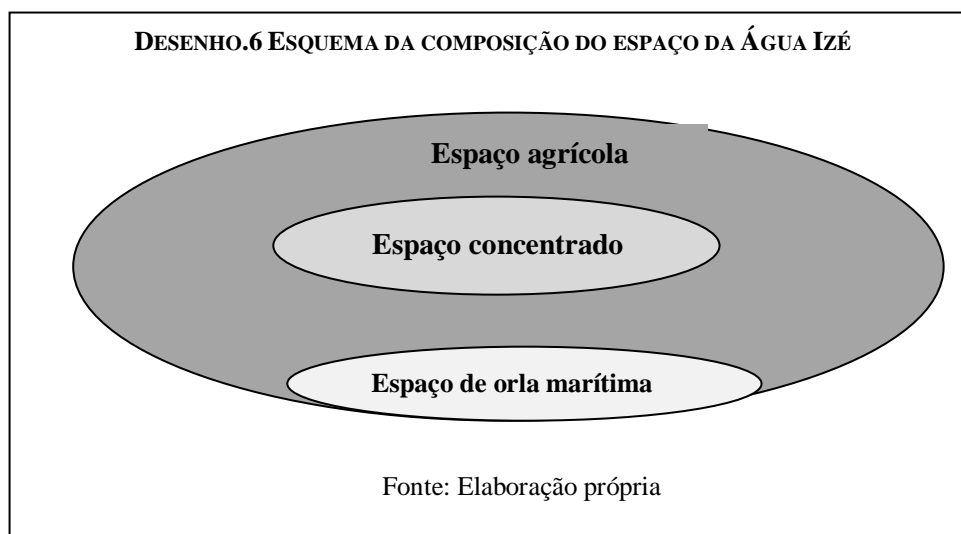 DESENHO.6 ESQUEMA DA COMPOSIÇÃO DO ESPAÇO DA ÁGUA IZÉ
Espaço agrícola
Espaço concentrado
Espaço de orla marítima
Fonte: Elaboração própria